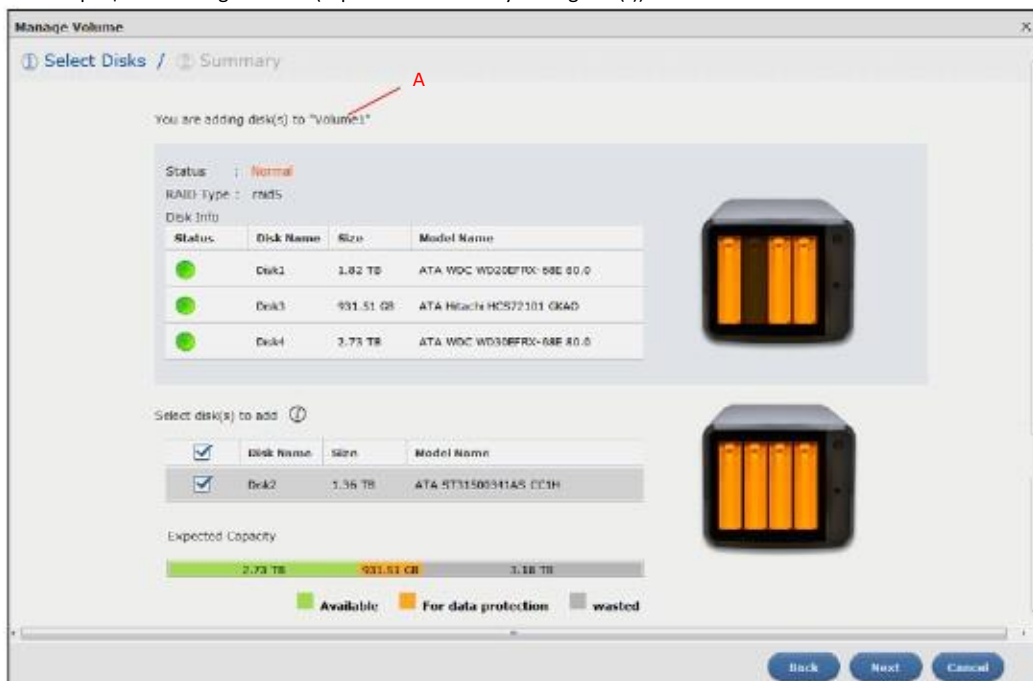 Manage Volume
① Select Disks / ② Summary
A
You are adding disk(s) to "Volume1"
Status : Normal
RAID Type : raid5
Disk Info
Status Disk Name Size Model Name
Disk1 1.82 TB ATA WDC WD20EFRX-68E 80.0
Disk3 931.51 GB ATA Hitachi HDS72101 GKAO
Disk4 2.73 TB ATA WDC WD30EFRX-68E 80.0
Select disk(s) to add ⓘ
Disk Name Size Model Name
Disk2 1.36 TB ATA ST31500341AS CC1H
Expected Capacity
2.73 TB 931.51 GB 3.18 TB
Available For data protection wasted
Back Next Cancel